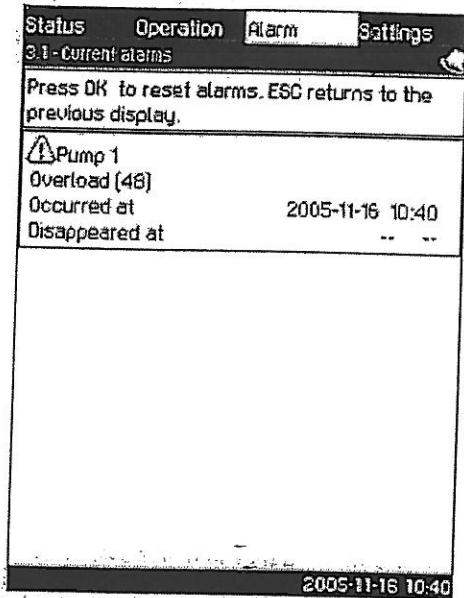 Status Operation Alarm Settings
3.1 - Current alarms
Press OK to reset alarms. ESC returns to the
previous display.
Pump 1
Overload (48)
Occurred at 2005-11-16 10:40
Disappeared at -- --
2005-11-16 10:40